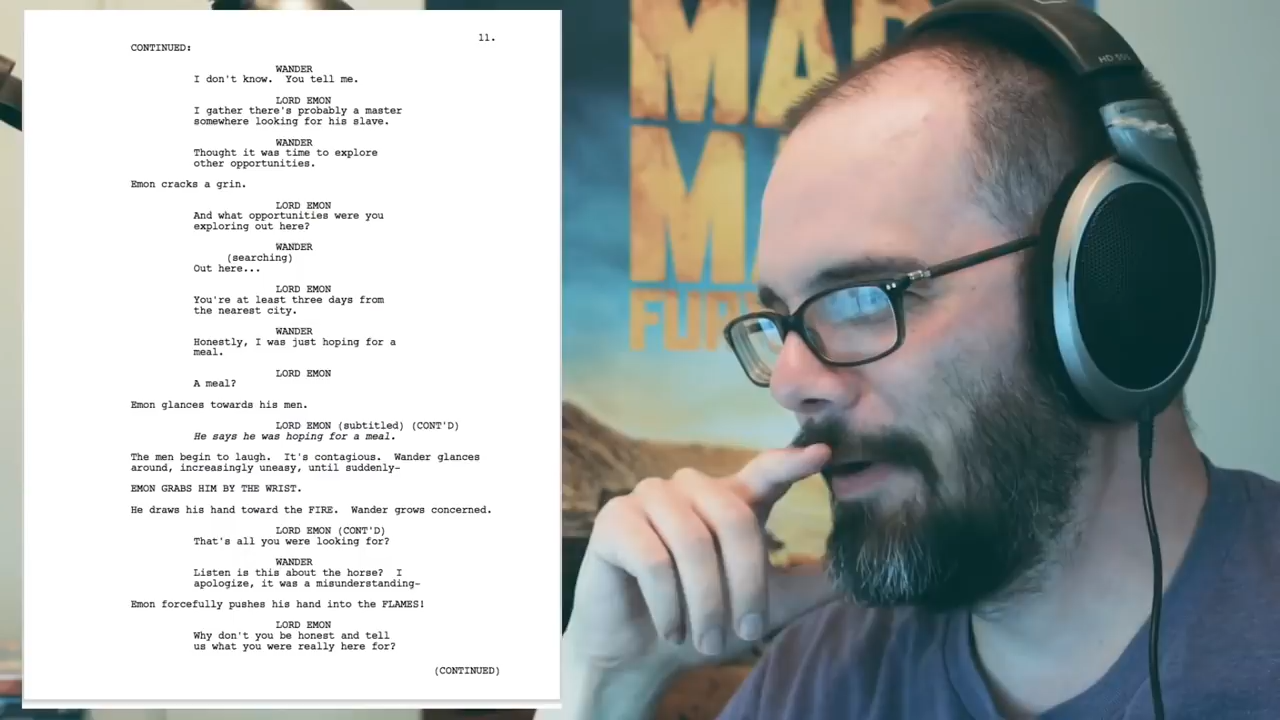 11.
CONTINUED:
WANDER
I don't know. You tell me.
LORD EMON
I gather there's probably a master
somewhere looking for his slave.
WANDER
Thought it was time to explore
other opportunities.
Emon cracks a grin.
LORD EMON
And what opportunities were you
exploring out here?
WANDER
(searching)
Out here...
LORD EMON
You're at least three days from
the nearest city.
WANDER
Honestly, I was just hoping for a
meal.
LORD EMON
A meal?
Emon glances towards his men.
LORD EMON (subtitled) (CONT'D)
He says he was hoping for a meal.
The men begin to laugh. It's contagious. Wander glances
around, increasingly uneasy, until suddenly-
EMON GRABS HIM BY THE WRIST.
He draws his hand toward the FIRE. Wander grows concerned.
LORD EMON (CONT'D)
That's all you were looking for?
WANDER
Listen is this about the horse? I
apologize, it was a misunderstanding-
Emon forcefully pushes his hand into the FLAMES!
LORD EMON
Why don't you be honest and tell
us what you were really here for?
(CONTINUED)
MAD
MA
FUR
HD 555